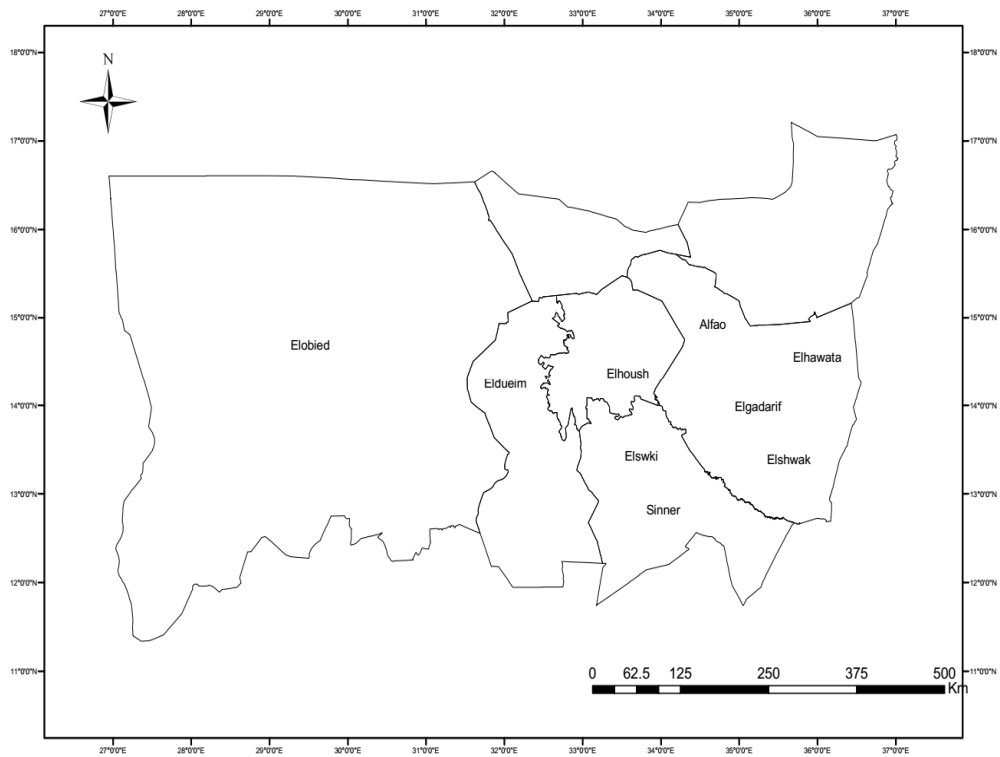 27°0'0"E 28°0'0"E 29°0'0"E 30°0'0"E 31°0'0"E 32°0'0"E 33°0'0"E 34°0'0"E 35°0'0"E 36°0'0"E 37°0'0"E
18°0'0"N 18°0'0"N
N
17°0'0"N 17°0'0"N
16°0'0"N 16°0'0"N
15°0'0"N 15°0'0"N
Alfao
Elobied
Elhawata
Elhoush
Eldueim
14°0'0"N 14°0'0"N
Elgadarif
Elswki
Elshwak
13°0'0"N 13°0'0"N
Sinner
12°0'0"N 12°0'0"N
11°0'0"N 11°0'0"N
0 62.5 125 250 375 500
Km
27°0'0"E 28°0'0"E 29°0'0"E 30°0'0"E 31°0'0"E 32°0'0"E 33°0'0"E 34°0'0"E 35°0'0"E 36°0'0"E 37°0'0"E